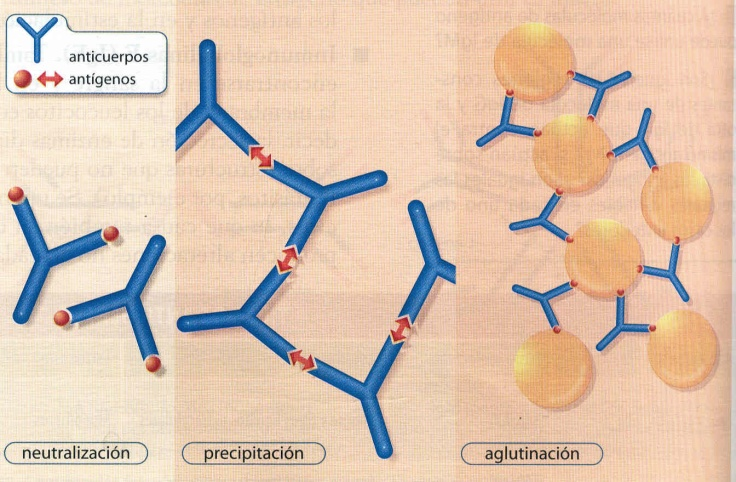 anticuerpos
antígenos
neutralización
precipitación
aglutinación